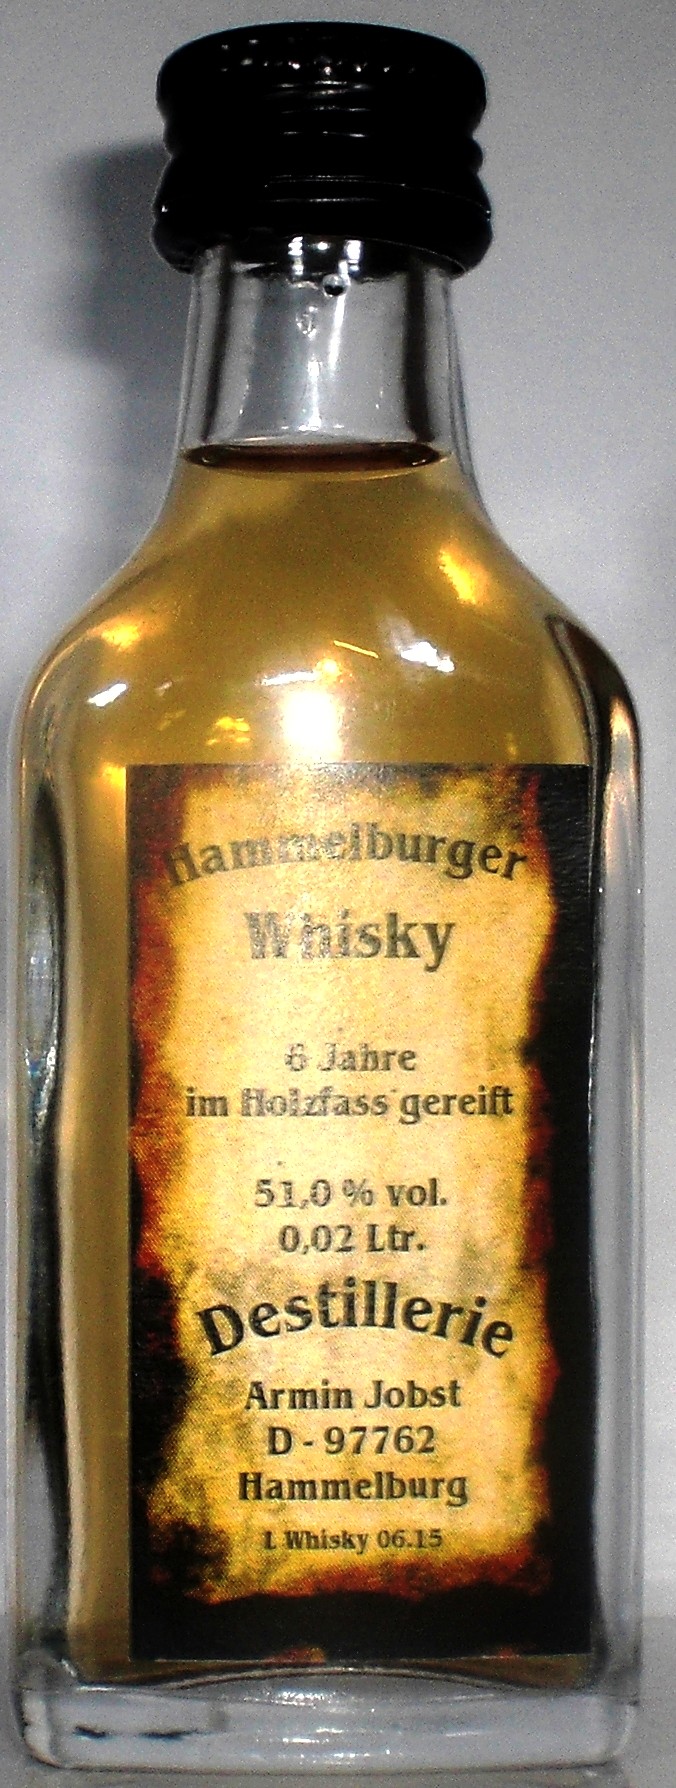 Hammelburger
Whisky
6 Jahre
im Holzfass gereift
51,0 % vol.
0,02 Ltr.
Destillerie
Armin Jobst
D - 97762
Hammelburg
L Whisky 06.15